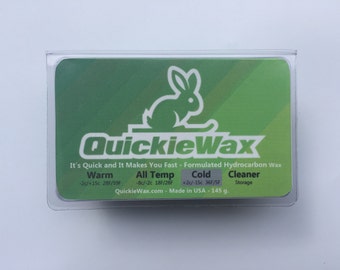 QuickieWax
It's Quick and It Makes You Fast - Formulated Hydrocarbon Wax
Warm All Temp Cold Cleaner
Storage
QuickieWax.com - Made in USA - 145 g.